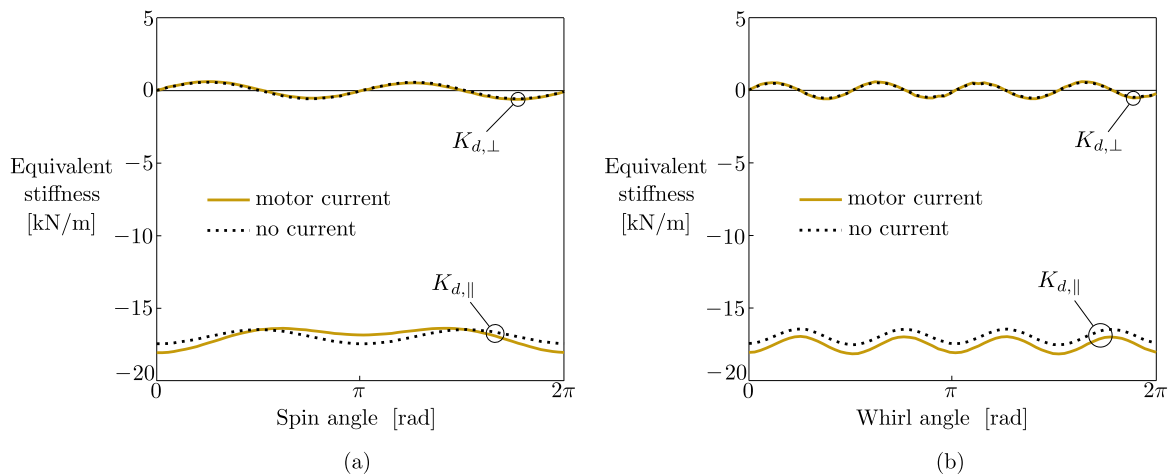 5
0
−5
−10
−15
−20
Equivalent
stiffness
[kN/m]
K_{d,⊥}
motor current
no current
K_{d,∥}
0
π
2π
Spin angle [rad]
(a)
5
0
−5
−10
−15
−20
Equivalent
stiffness
[kN/m]
K_{d,⊥}
motor current
no current
K_{d,∥}
0
π
2π
Whirl angle [rad]
(b)